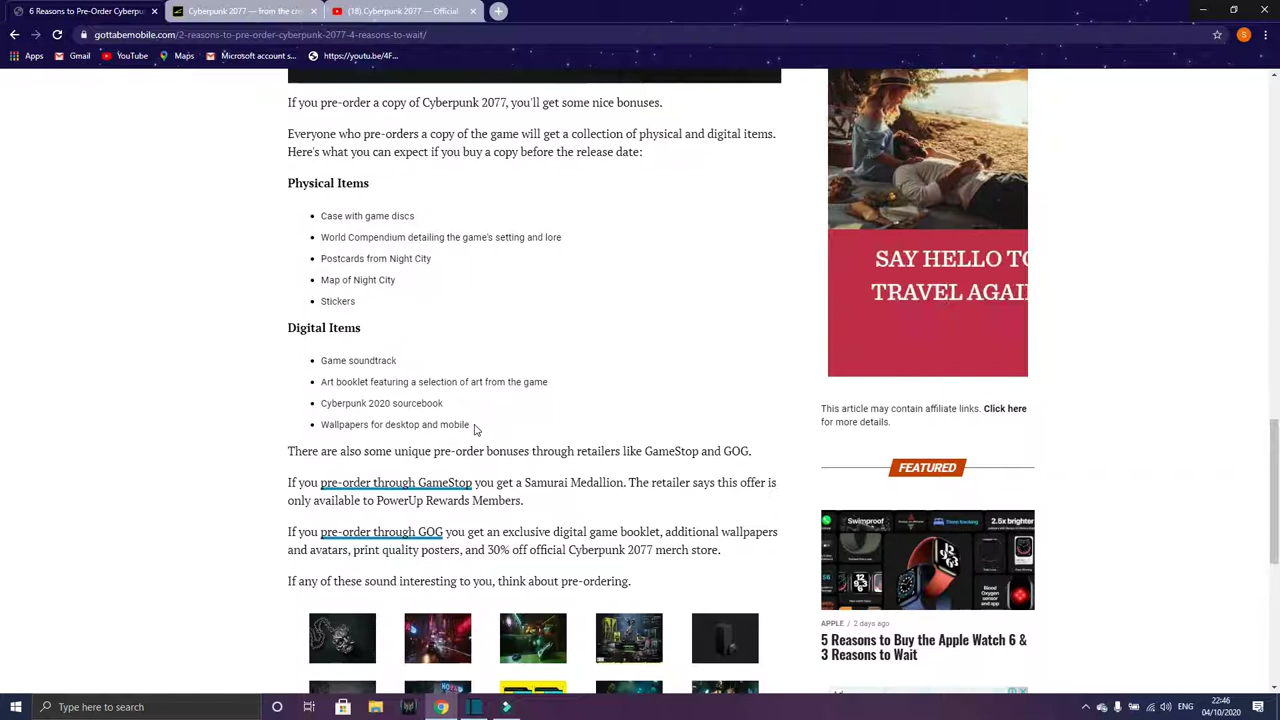 6 Reasons to Pre-order Cyberpu
Cyberpunk 2077 — from the
(18).Cyberpunk 2077 -
gottabemobile.com/2-reasons-to-pre-order-cyberpunk-2077-4-reasons-to-wait/
S
Apps
Gmail
YouTube
Maps
Gmail
Microsoft account s...
https://youtu.be/4F...
If you pre-order a copy of Cyberpunk 2077, you'll get some nice bonuses.
Everyone who pre-orders a copy of the game will get a collection of physical and digital items.
Here's what you can expect if you buy a copy before the release date:
Physical Items
Case with game discs
World Compendium detailing the game's setting and lore
Postcards from Night City
Map of Night City
Stickers
Digital Items
Game soundtrack
Art booklet featuring a selection of art from the game
Cyberpunk 2020 sourcebook
Wallpapers for desktop and mobile
There are also some unique pre-order bonuses through retailers like GameStop and GOG.
If you pre-order through GameStop you get a Samurai Medallion. The retailer says this offer is
only available to PowerUp Rewards Members.
If you pre-order through GOG you get an exclusive digital game booklet, additional wallpapers
and avatars, print quality posters, and 30% off official Cyberpunk 2077 merch store.
If any of these sound interesting to you, think about pre-ordering.
SAY HELLO TO
TRAVEL AGAI
This article may contain affiliate links. Click here
for more details.
FEATURED
Swimproof
Time tracking
2.5x brighter
Blood
Oxygen
sensor
and app
APPLE / 2 days ago
5 Reasons to Buy the Apple Watch 6 &
3 Reasons to Wait
Type here to search
ENG
22:46
04/10/2020